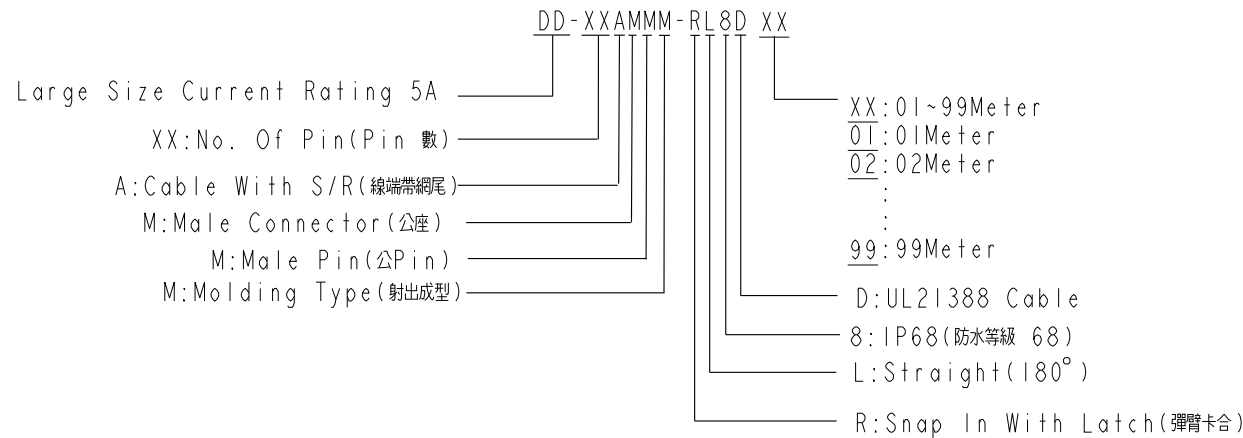 DD-XXAMMM-RL8D XX
Large Size Current Rating 5A
XX:No. Of Pin(Pin 數)
A:Cable With S/R(線端帶網尾)
M:Male Connector(公座)
M:Male Pin(公Pin)
M:Molding Type(射出成型)
XX:01~99Meter
01:01Meter
02:02Meter
:
:
99:99Meter
D:UL21388 Cable
8:IP68(防水等級 68)
L:Straight(180°)
R:Snap In With Latch(彈臂卡合)